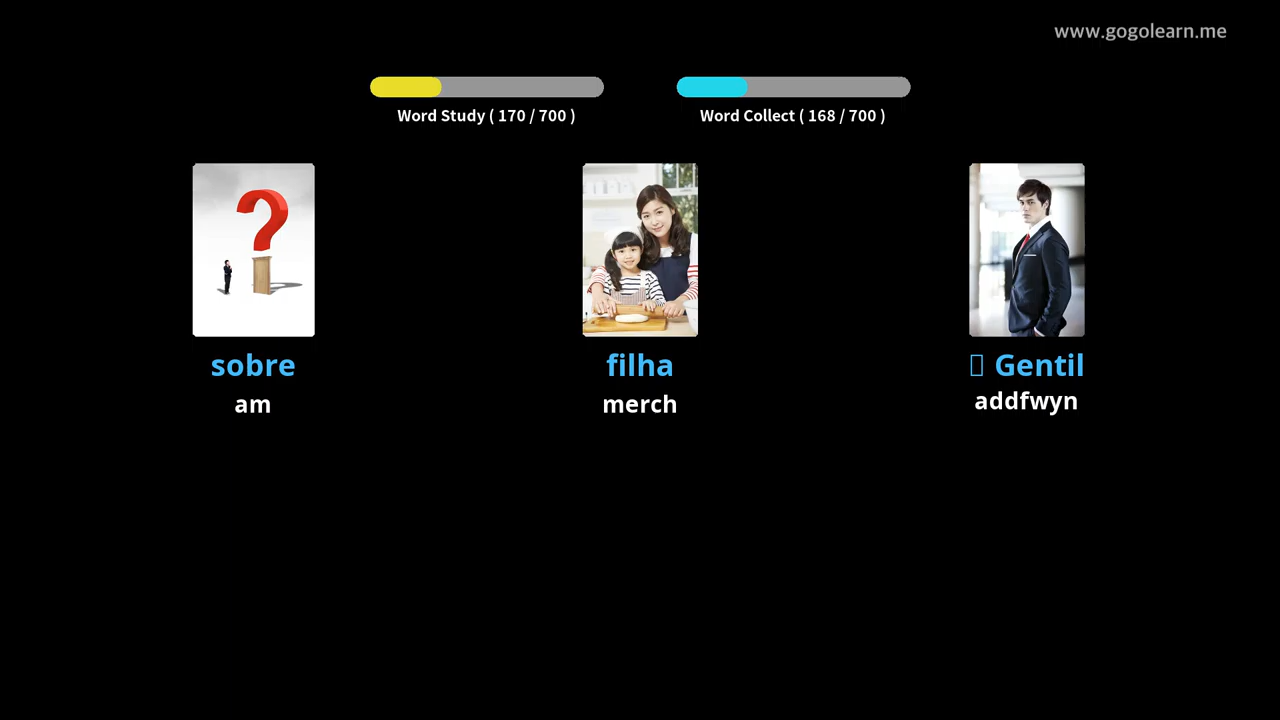 www.gogolearn.me
Word Study ( 170 / 700 )
Word Collect ( 168 / 700 )
sobre
filha
Gentil
am
merch
addfwyn